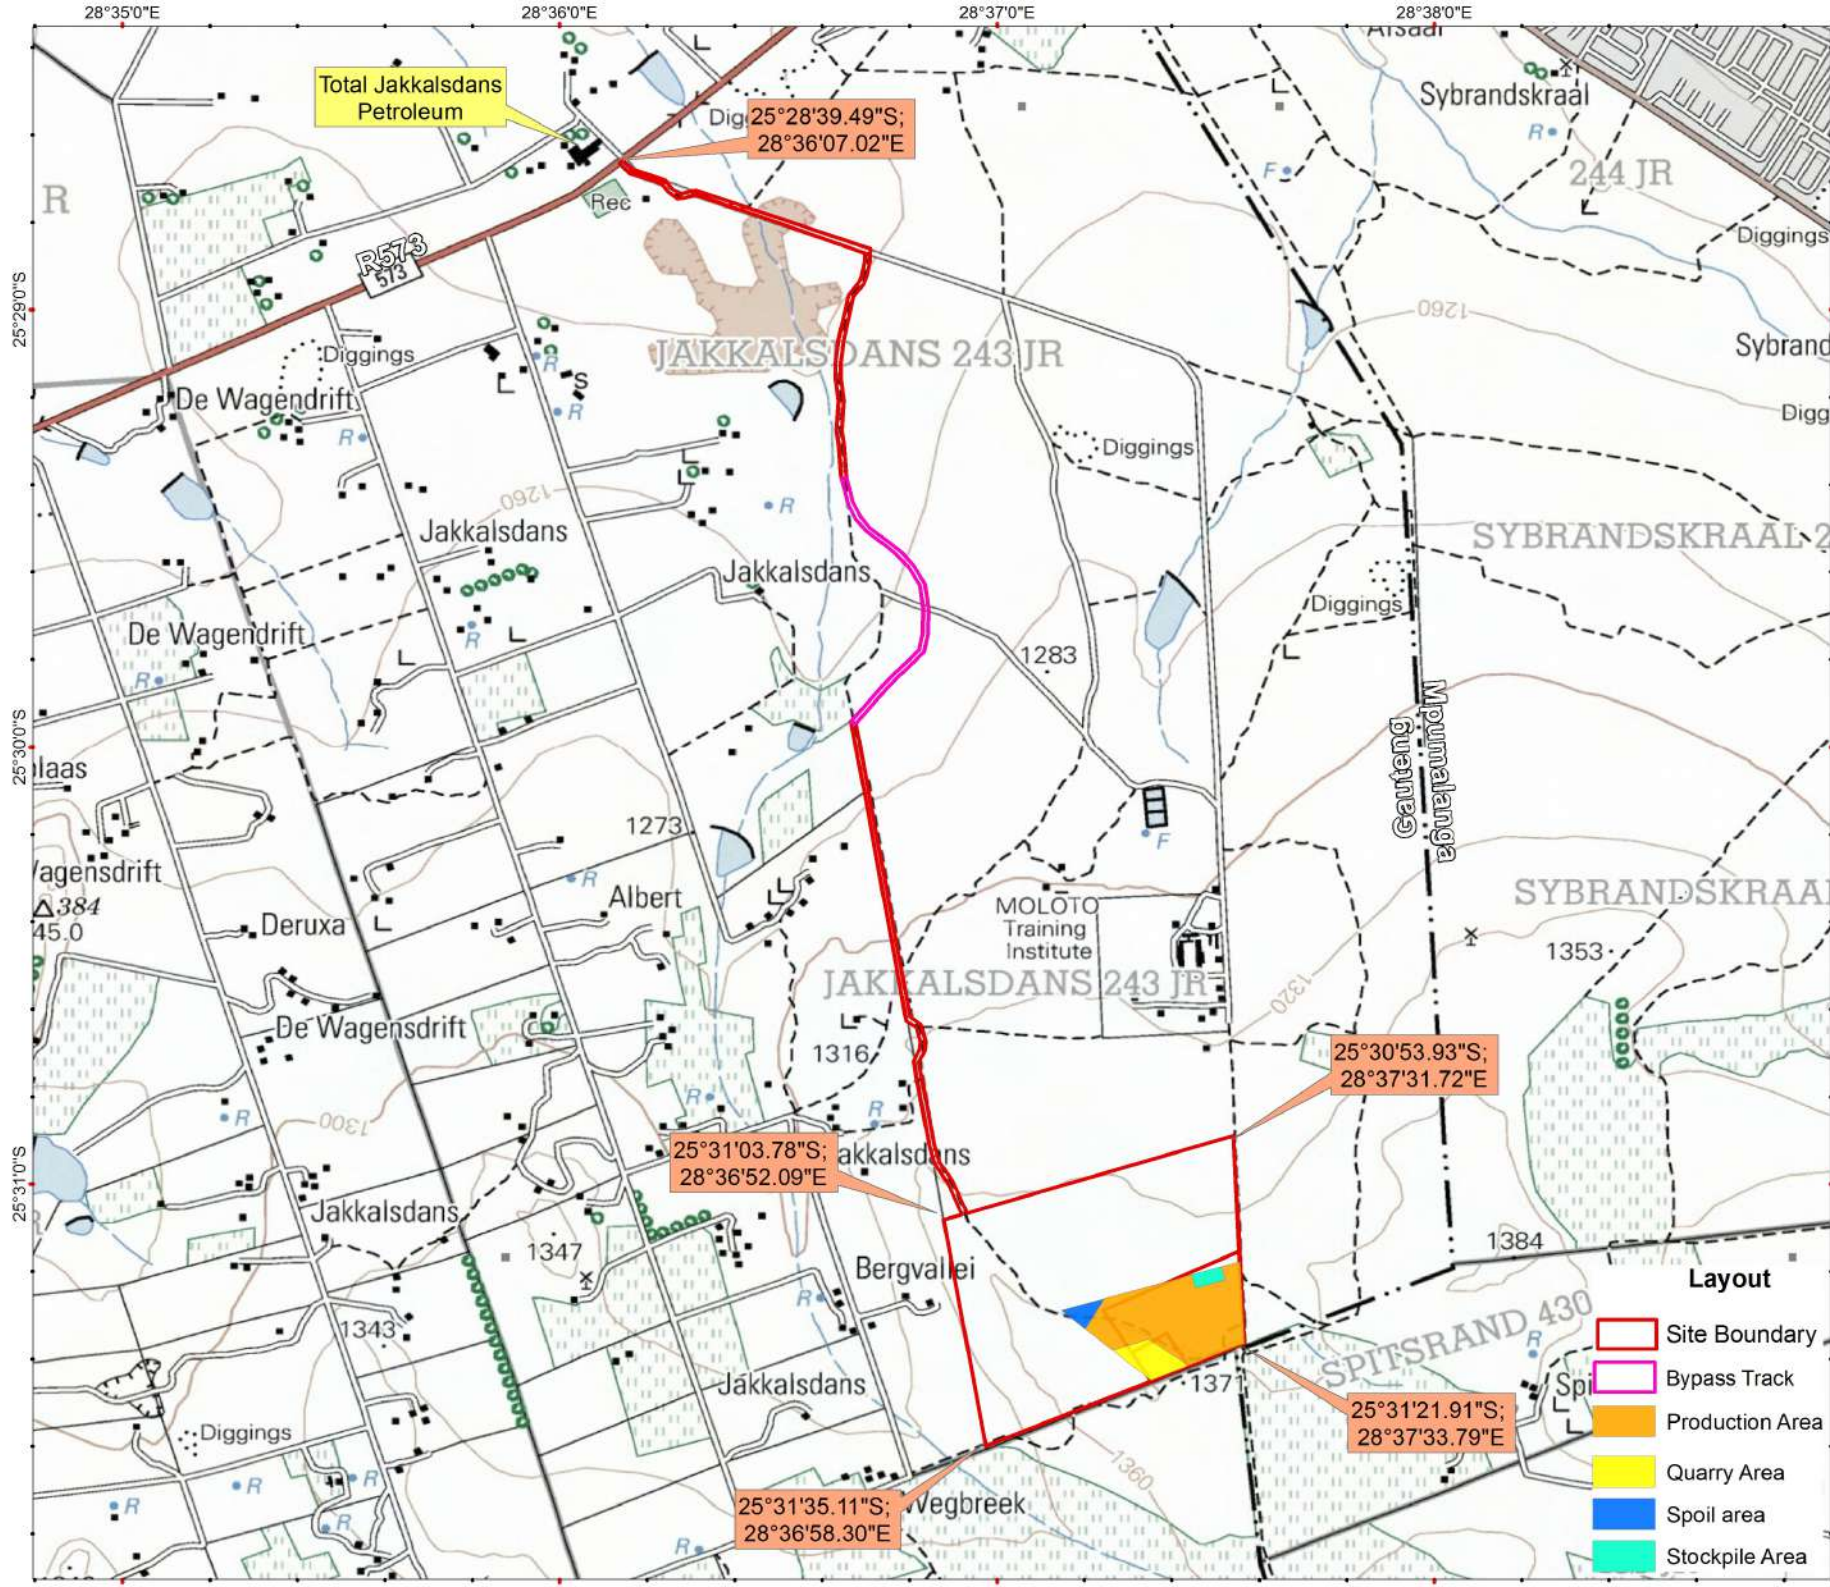 28°35'0"E
28°36'0"E
28°37'0"E
28°38'0"E
25°29'0"S
25°30'0"S
25°31'0"S
Total Jakkalsdans
Petroleum
25°28'39.49"S;
28°36'07.02"E
Sybrandskraal
R
F
244 JR
R
Rec
Diggings
R573
573
1260
JAKKALSDANS 243 JR
Diggings
R
S
De Wagendrift
R
R
Diggings
1260
R
Jakkalsdans
SYBRANDSKRAAL 2
Jakkalsdans
Diggings
De Wagendrift
R
R
1283
Gauteng
Mpumalanga
1273
F
R
Albert
MOLOTO
Training
Institute
SYBRANDSKRAAL
384
45.0
Deruxa
1353
JAKKALSDANS 243 JR
1320
De Wagensdrift
1316
25°30'53.93"S;
28°37'31.72"E
R
R
R
1300
25°31'03.78"S;
28°36'52.09"E
akkalsdans
Jakkalsdans
1347
1384
Bergvallei
R
1343
SPITSRAND 430
R
Jakkalsdans
1371
25°31'21.91"S;
28°37'33.79"E
Diggings
1360
R
R
R
R
25°31'35.11"S;
28°36'58.30"E
Wegbreek
R
Layout
Site Boundary
Bypass Track
Production Area
Quarry Area
Spoil area
Stockpile Area